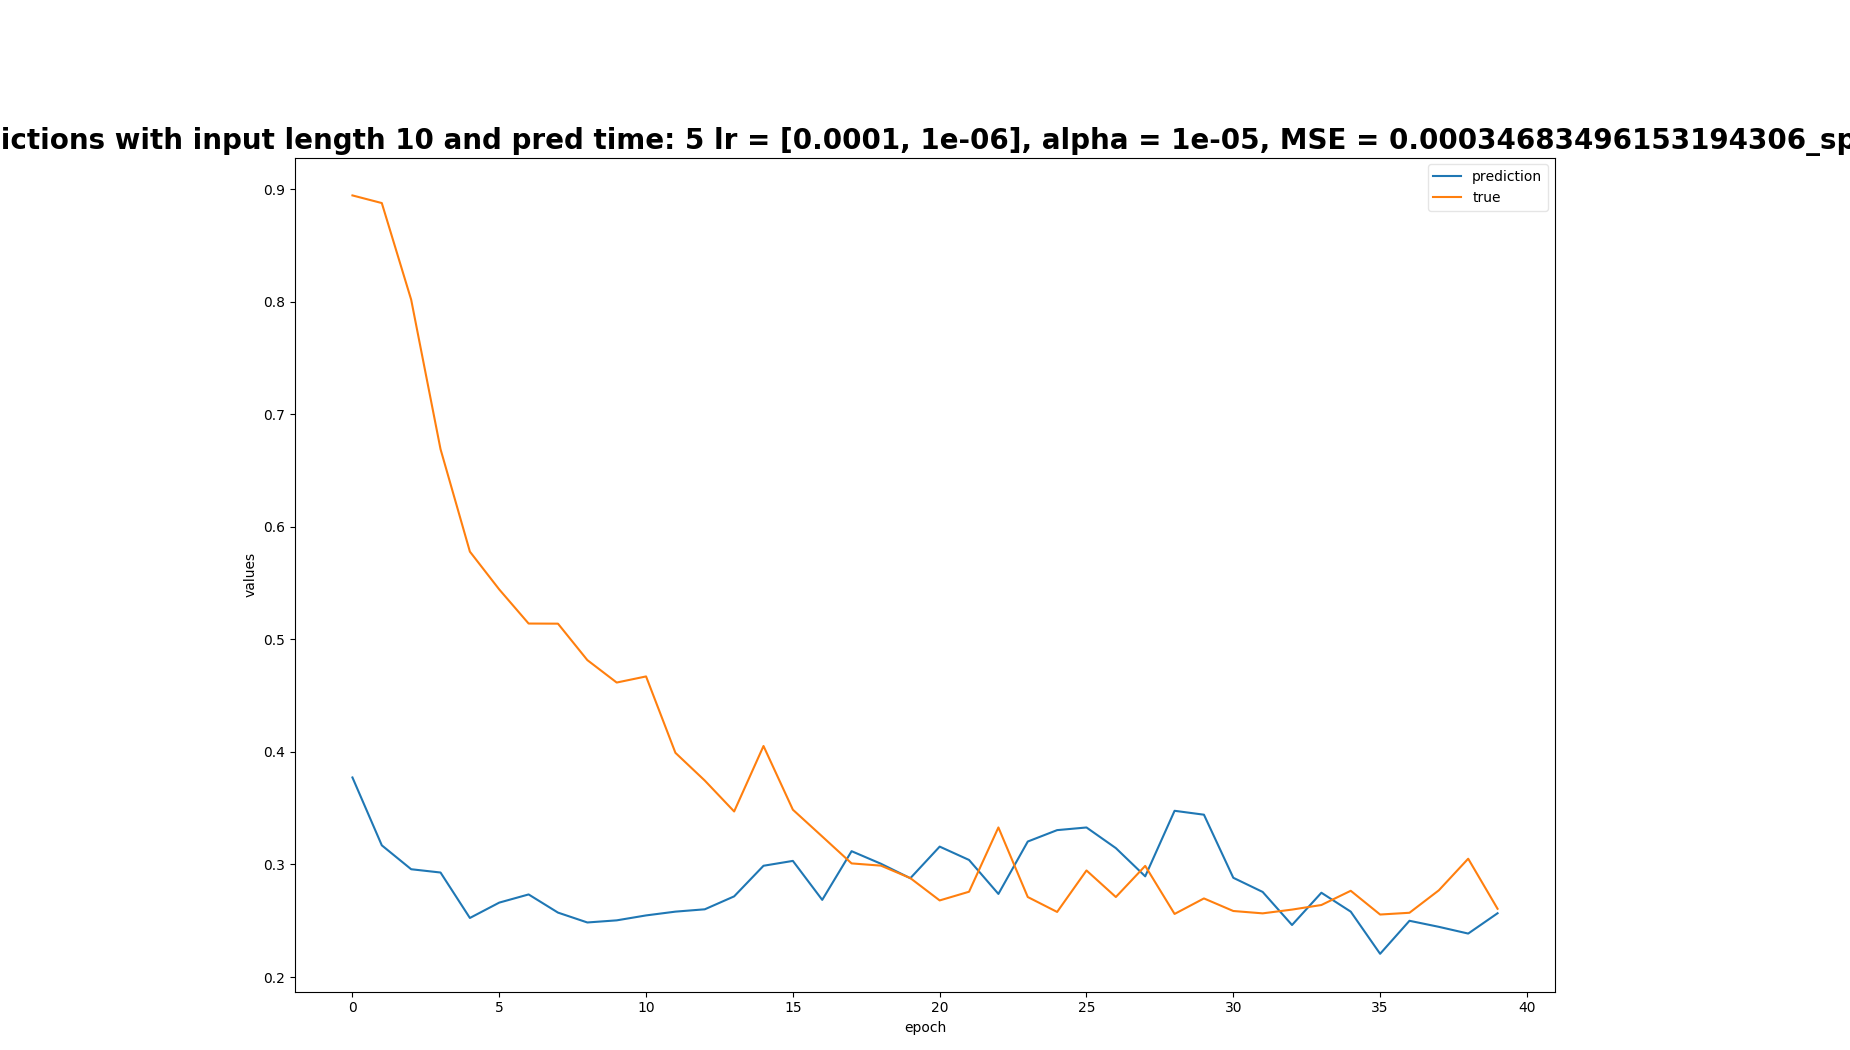 ictions with input length 10 and pred time: 5 lr = [0.0001, 1e-06], alpha = 1e-05, MSE = 0.00034683496153194306_sp
prediction
true
0.9
0.8
0.7
0.6
0.5
0.4
0.3
0.2
values
0 5 10 15 20 25 30 35 40
epoch